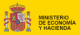 MINISTERIO
DE ECONOMÍA
Y HACIENDA